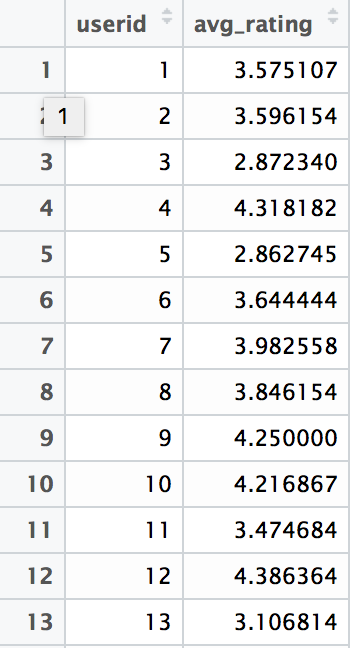 userid avg_rating
1 1 3.575107
1 2 3.596154
3 3 2.872340
4 4 4.318182
5 5 2.862745
6 6 3.644444
7 7 3.982558
8 8 3.846154
9 9 4.250000
10 10 4.216867
11 11 3.474684
12 12 4.386364
13 13 3.106814